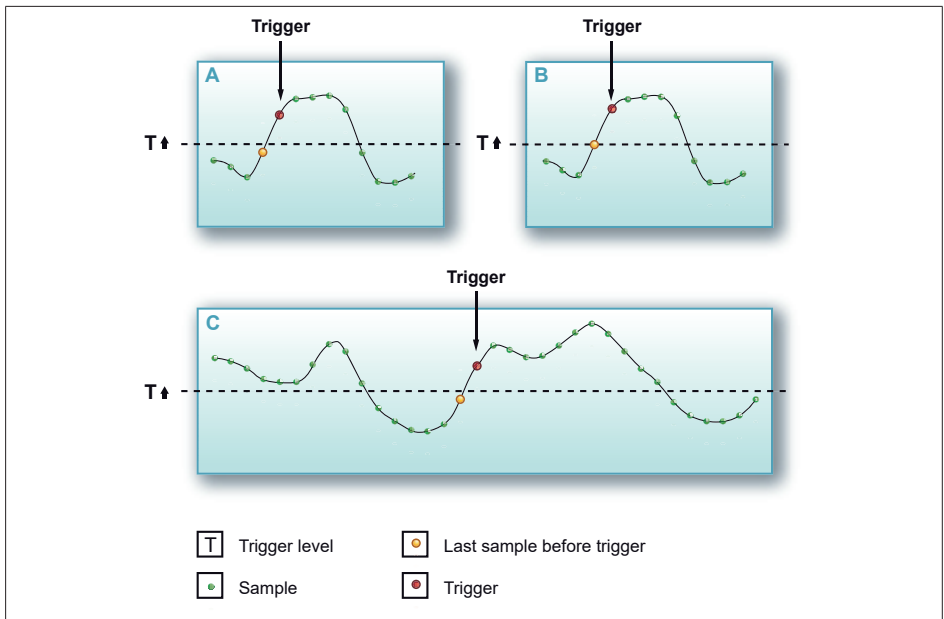 Trigger Trigger
A B
T T
Trigger
C
T
T Trigger level Last sample before trigger
Sample Trigger